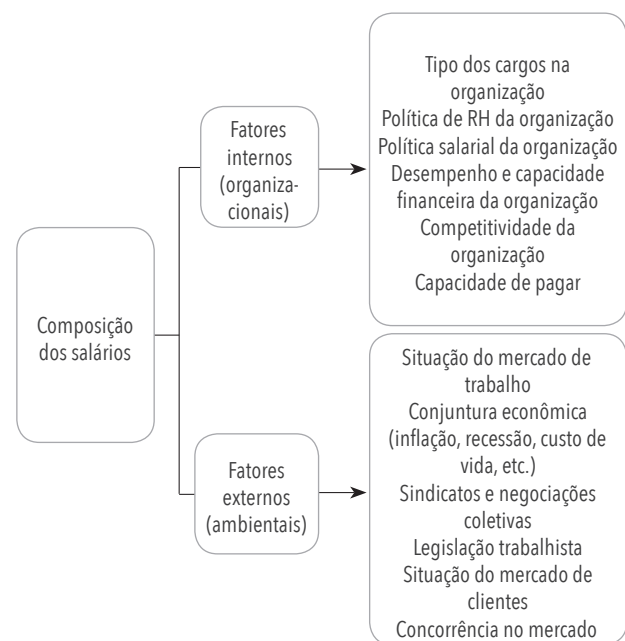 Composição
dos salários
Fatores
internos
(organiza-
cionais)
Tipo dos cargos na
organização
Política de RH da organização
Política salarial da organização
Desempenho e capacidade
financeira da organização
Competitividade da
organização
Capacidade de pagar
Fatores
externos
(ambientais)
Situação do mercado de
trabalho
Conjuntura econômica
(inflação, recessão, custo de
vida, etc.)
Sindicatos e negociações
coletivas
Legislação trabalhista
Situação do mercado de
clientes
Concorrência no mercado